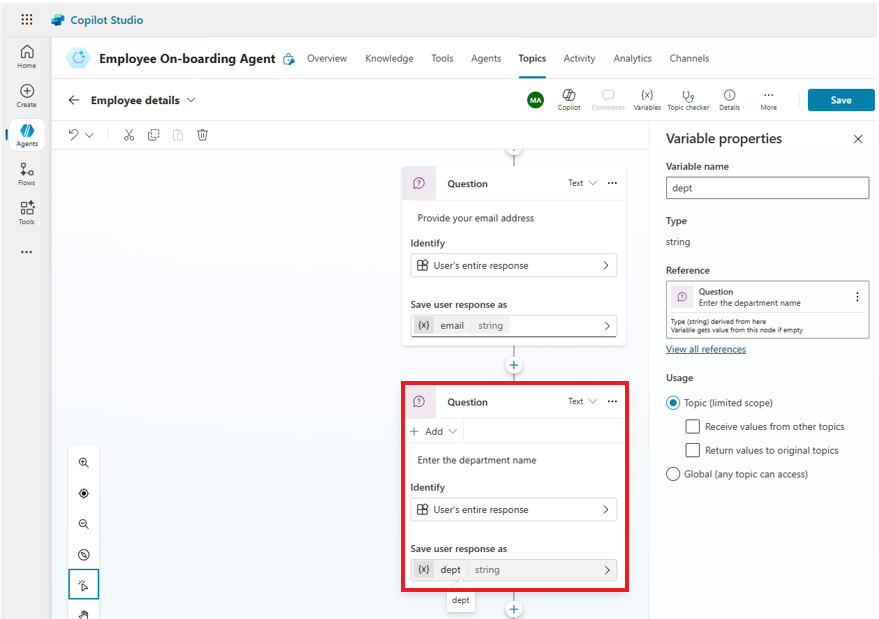 Copilot Studio
Employee On-boarding Agent
Overview
Knowledge
Tools
Agents
Topics
Activity
Analytics
Channels
Home
Create
Agents
Flows
Tools
Employee details
MA
Copilot
Comments
{x}
Variables
Topic checker
Details
More
Save
Question
Text
Provide your email address
Identify
User's entire response
Save user response as
{x} email string
Question
Text
Add
Enter the department name
Identify
User's entire response
Save user response as
{x} dept string
dept
Variable properties
Variable name
dept
Type
string
Reference
Question
Enter the department name
Type (string) derived from here
Variable gets value from this node if empty
View all references
Usage
Topic (limited scope)
Receive values from other topics
Return values to original topics
Global (any topic can access)